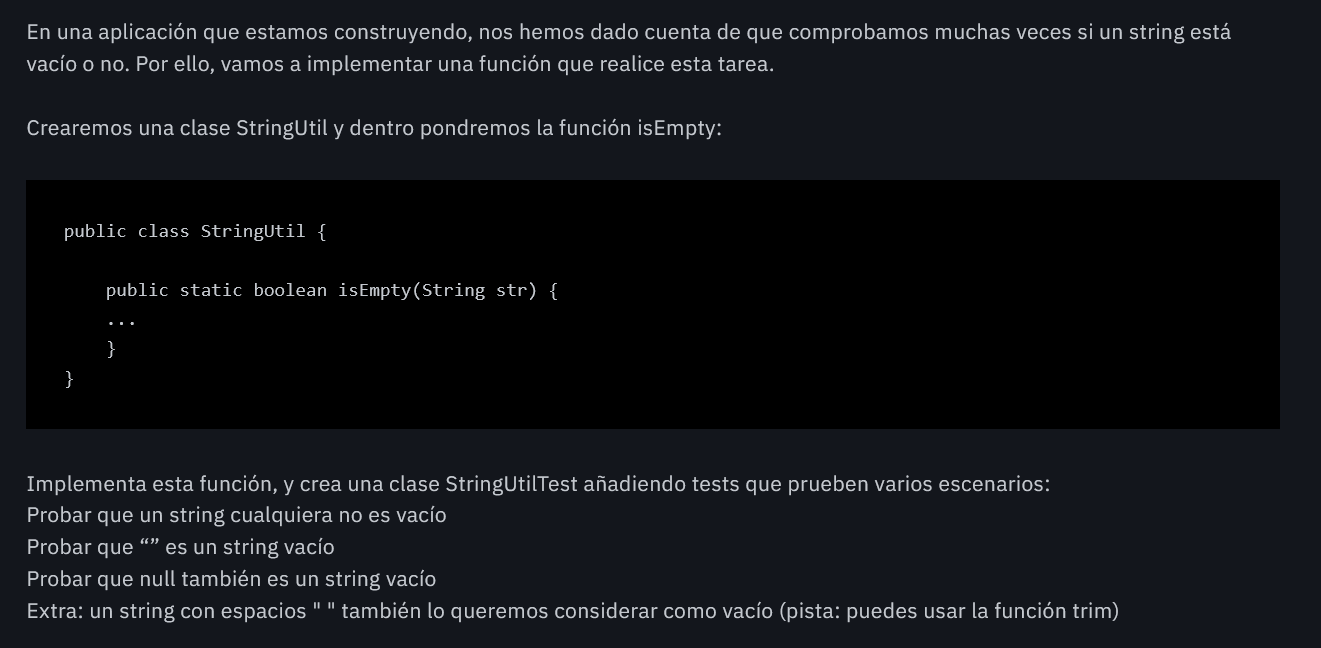 En una aplicación que estamos construyendo, nos hemos dado cuenta de que comprobamos muchas veces si un string está
vacío o no. Por ello, vamos a implementar una función que realice esta tarea.
Crearemos una clase StringUtil y dentro pondremos la función isEmpty:
public class StringUtil {
    public static boolean isEmpty(String str) {
    ...
    }
}
Implementa esta función, y crea una clase StringUtilTest añadiendo tests que prueben varios escenarios:
Probar que un string cualquiera no es vacío
Probar que “” es un string vacío
Probar que null también es un string vacío
Extra: un string con espacios " " también lo queremos considerar como vacío (pista: puedes usar la función trim)